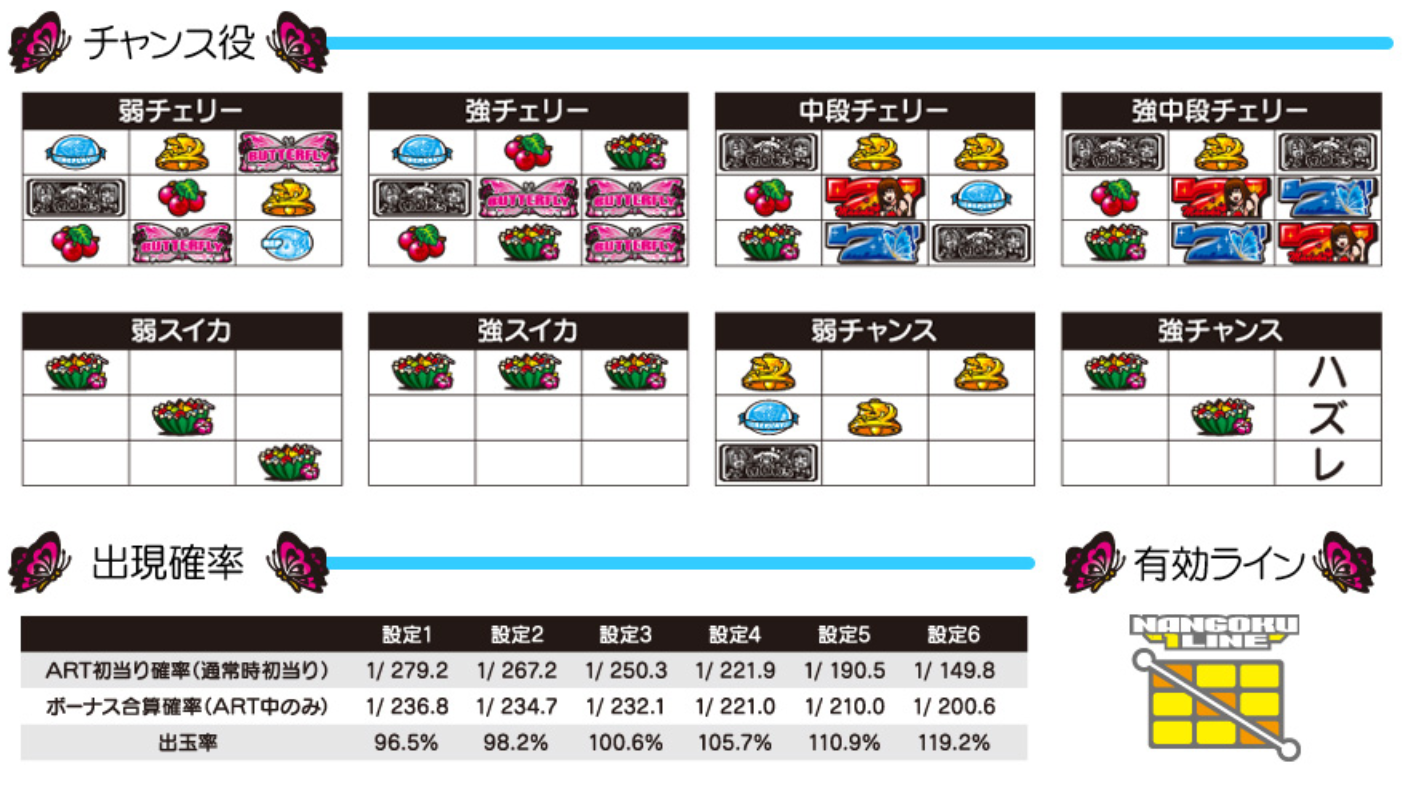 チャンス役
弱チェリー 強チェリー 中段チェリー 強中段チェリー
BUTTERFLY
BUTTERFLY BUTTERFLY
BUTTERFLY BUTTERFLY
弱スイカ 強スイカ 弱チャンス 強チャンス
ハ
ズ
レ
出現確率 有効ライン
NANGOKU
1LINE
設定1 設定2 設定3 設定4 設定5 設定6
ART初当り確率(通常時初当り) 1/ 279.2 1/ 267.2 1/ 250.3 1/ 221.9 1/ 190.5 1/ 149.8
ボーナス合算確率(ART中のみ) 1/ 236.8 1/ 234.7 1/ 232.1 1/ 221.0 1/ 210.0 1/ 200.6
出玉率 96.5% 98.2% 100.6% 105.7% 110.9% 119.2%